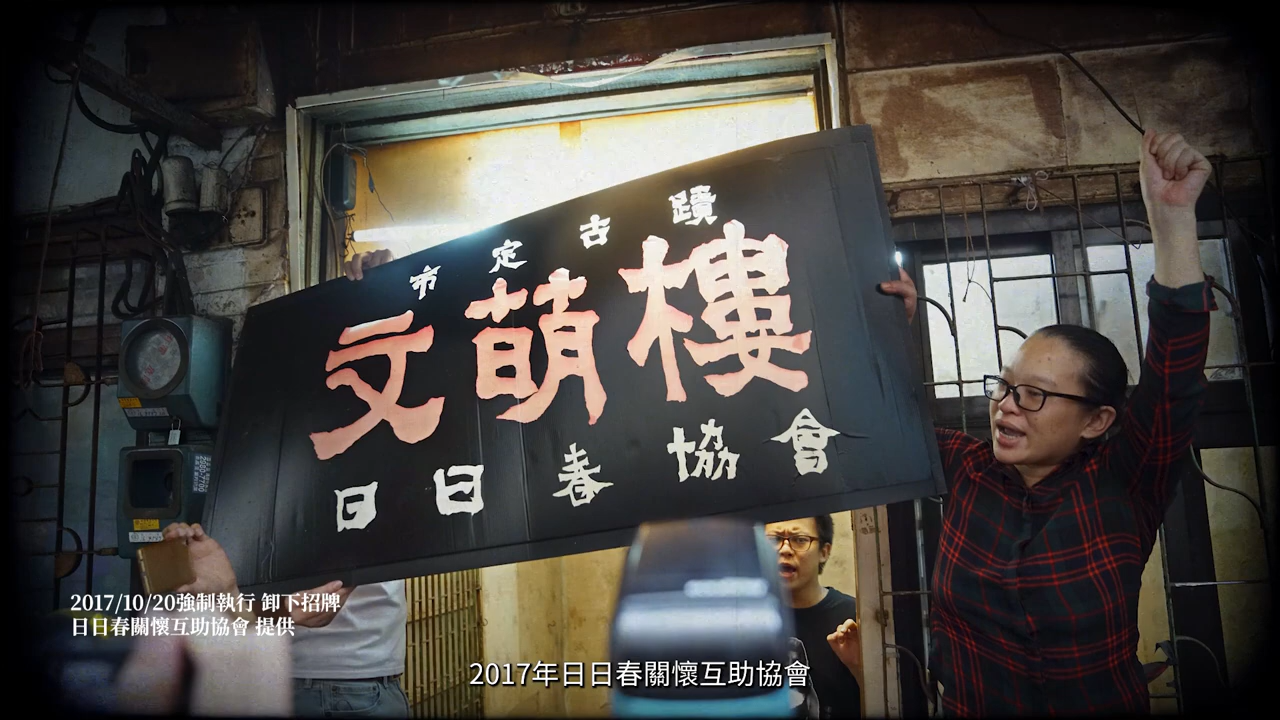 市定古蹟
文萌樓
日日春協會
2017/10/20強制執行 卸下招牌
日日春關懷互助協會 提供
2017年日日春關懷互助協會